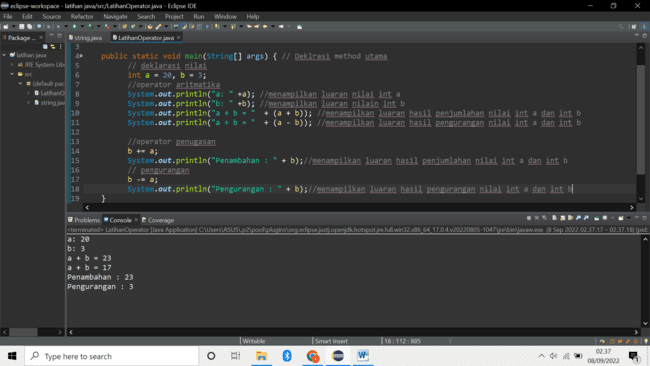 eclipse-workspace - latihan java/src/LatihanOperator.java - Eclipse IDE
File Edit Source Refactor Navigate Search Project Run Window Help
Package ...
string.java LatihanOperator.java
latihan java
JRE System Lib
src
(default pac
LatihanO
string.jav
3
4 public static void main(String[] args) { // Deklrasi method utama
5 // deklarasi nilai
6 int a = 20, b = 3;
7 //operator aritmatika
8 System.out.println("a: " +a); //menampilkan luaran nilai int a
9 System.out.println("b: " +b); //menampilkan luaran nilain int b
10 System.out.println("a + b = " + (a + b)); //menampilkan luaran hasil penjumlahan nilai int a dan int b
11 System.out.println("a + b = " + (a - b)); //menampilkan luaran hasil pengurangan nilai int a dan int b
12
13 //operator penugasan
14 b += a;
15 System.out.println("Penambahan : " + b);//menampilkan luaran hasil penjumlahan nilai int a dan int b
16 // pengurangan
17 b -= a;
18 System.out.println("Pengurangan : " + b);//menampilkan luaran hasil pengurangan nilai int a dan int b
19 }
Problems Console Coverage
<terminated> LatihanOperator [Java Application] C:\Users\ASUS\.p2\pool\plugins\org.eclipse.justj.openjdk.hotspot.jre.full.win32.x86_64_17.0.4.v20220805-1047\jre\bin\javaw.exe (8 Sep 2022 02.37.17 – 02.37.18) [pid:
a: 20
b: 3
a + b = 23
a + b = 17
Penambahan : 23
Pengurangan : 3
Writable Smart Insert 18 : 112 : 885
Type here to search
02.37
08/09/2022